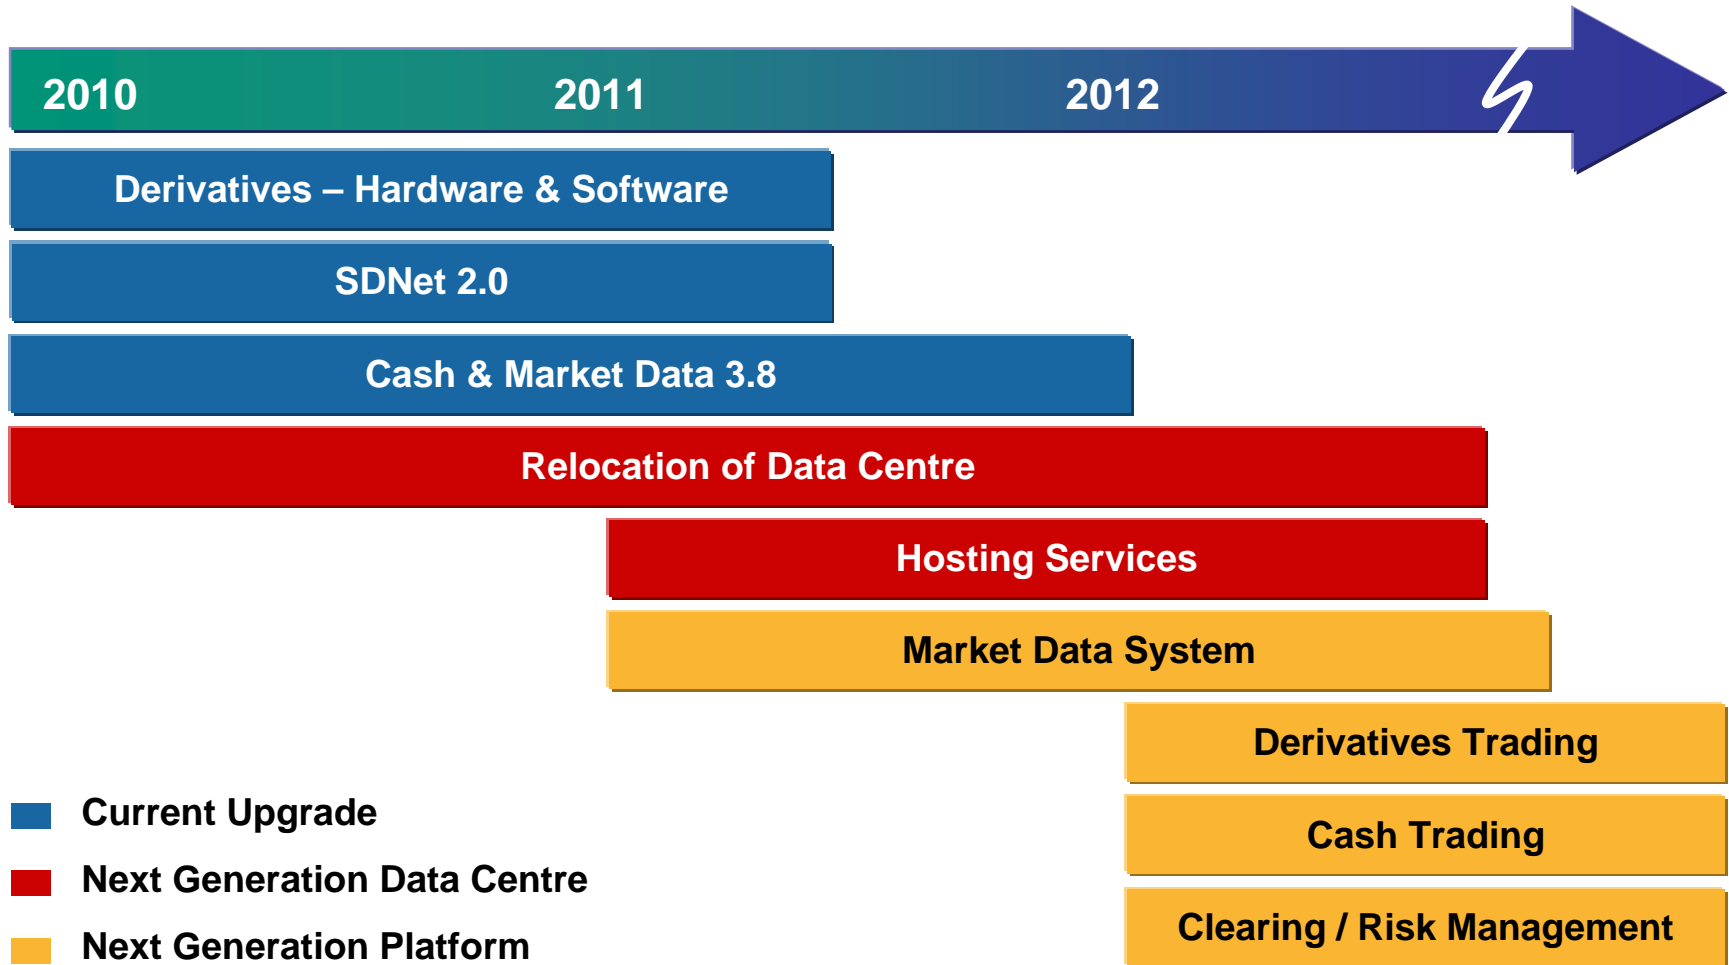 2010 2011 2012
Derivatives – Hardware & Software
SDNet 2.0
Cash & Market Data 3.8
Relocation of Data Centre
Hosting Services
Market Data System
Derivatives Trading
Cash Trading
Clearing / Risk Management
Current Upgrade
Next Generation Data Centre
Next Generation Platform